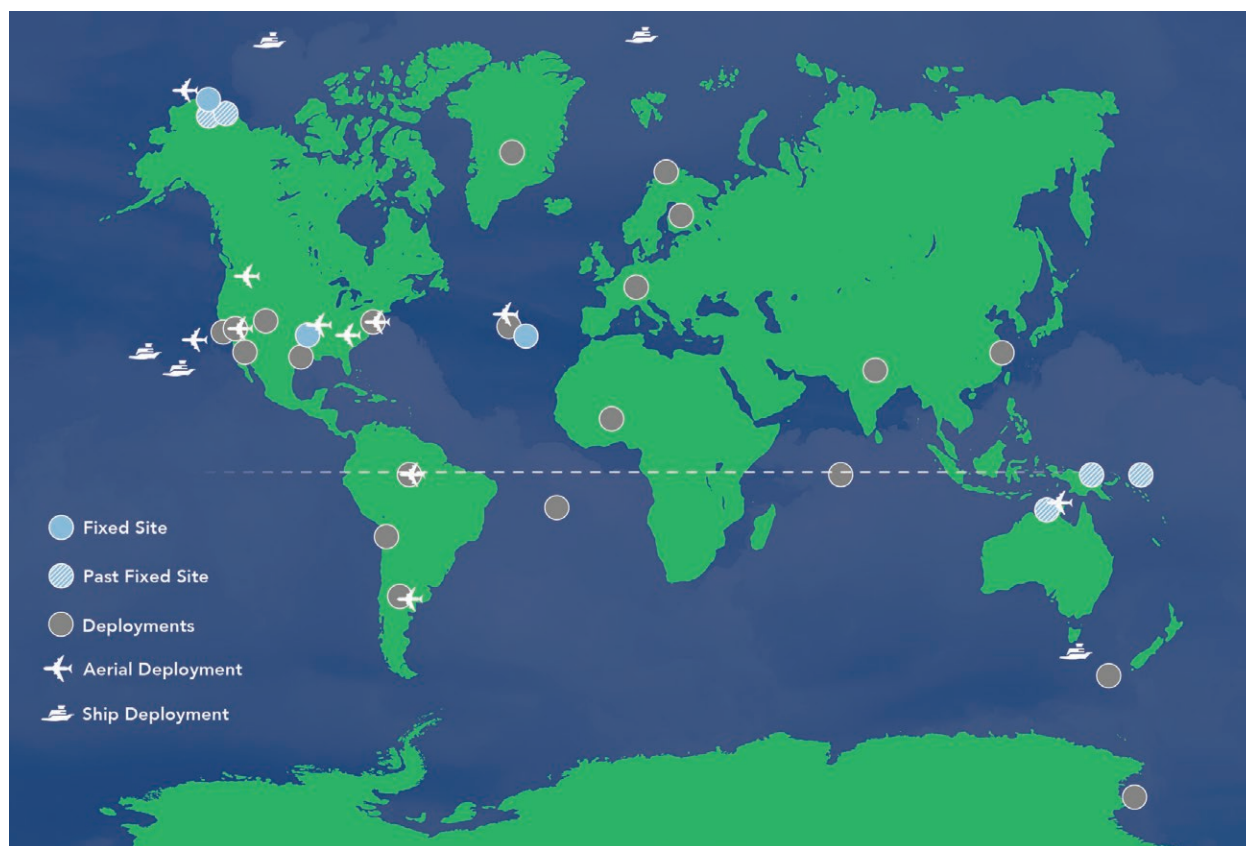 Fixed Site
Past Fixed Site
Deployments
Aerial Deployment
Ship Deployment